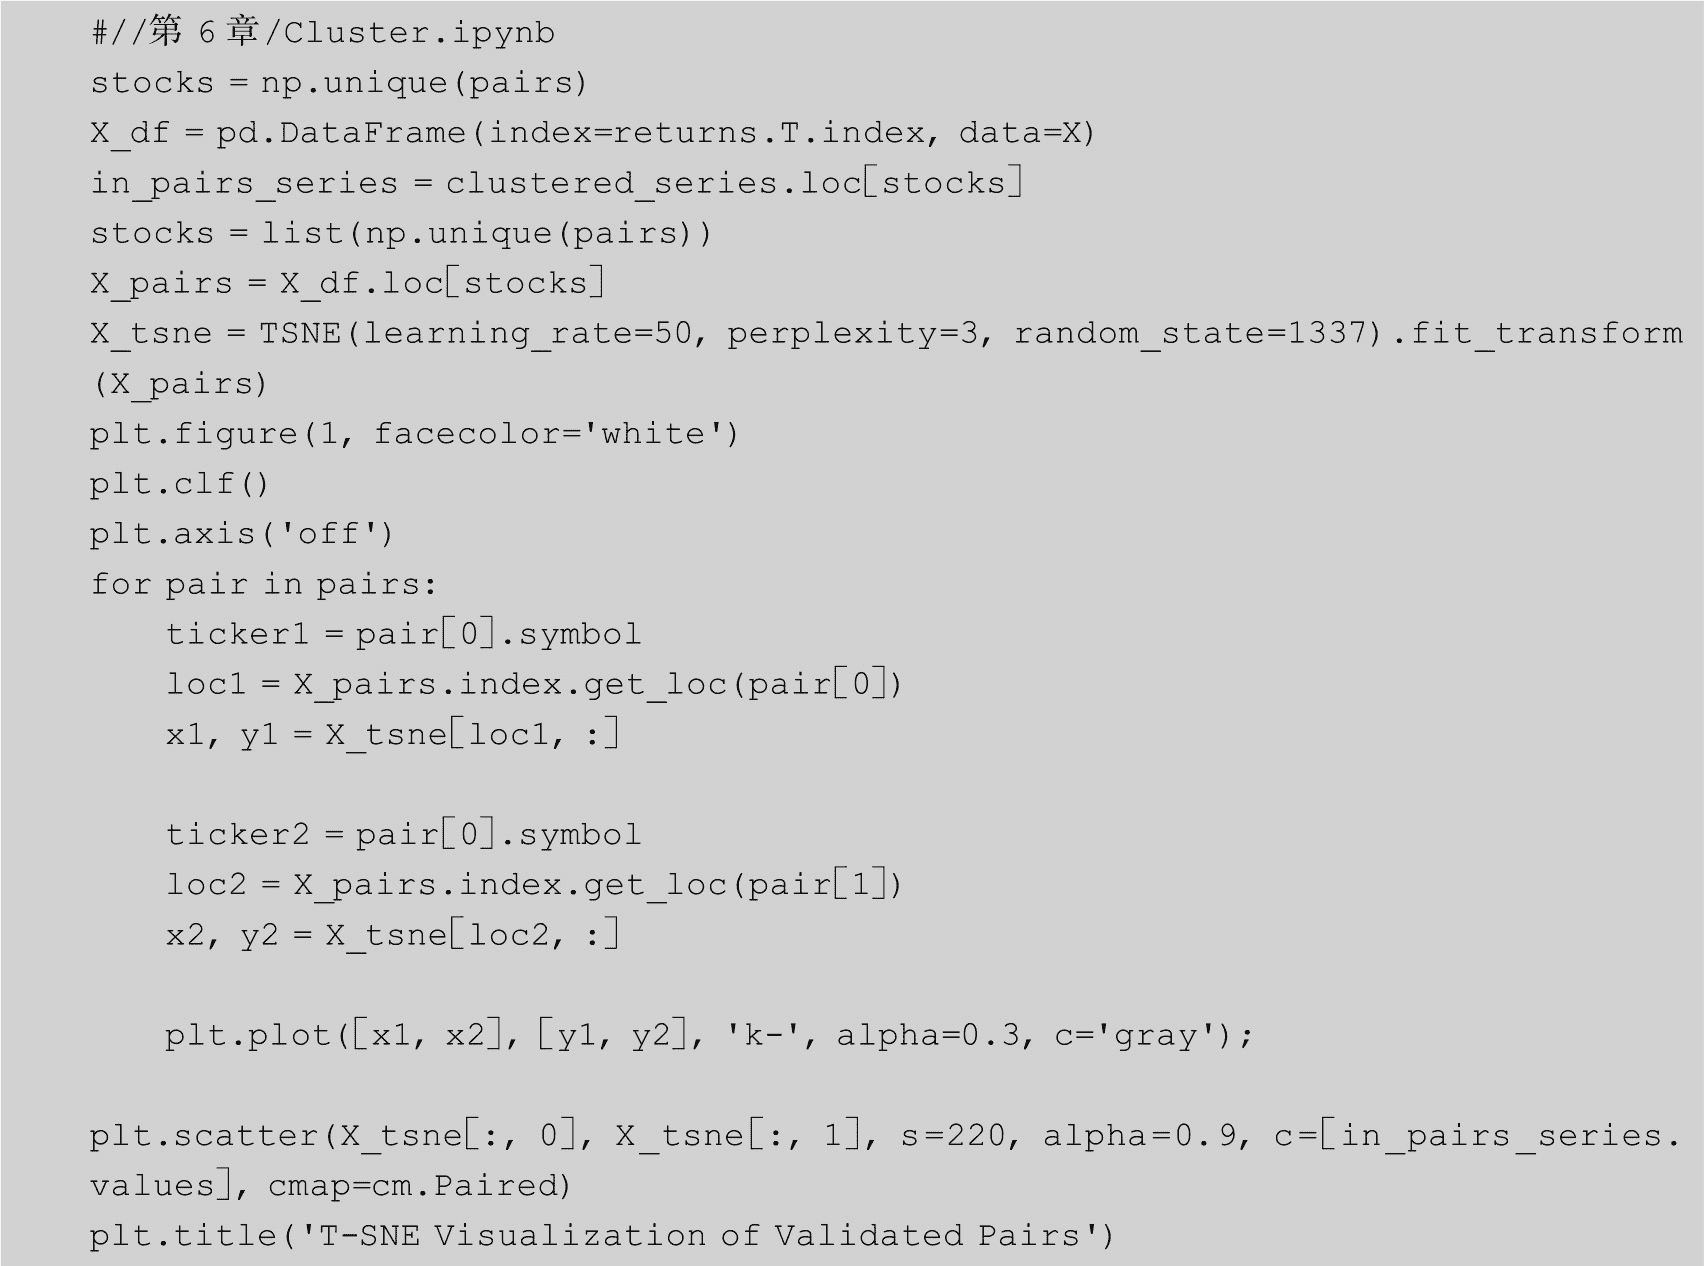 #//第 6 章/Cluster.ipynb
stocks = np.unique(pairs)
X_df = pd.DataFrame(index=returns.T.index, data=X)
in_pairs_series = clustered_series.loc[stocks]
stocks = list(np.unique(pairs))
X_pairs = X_df.loc[stocks]
X_tsne = TSNE(learning_rate=50, perplexity=3, random_state=1337).fit_transform
(X_pairs)
plt.figure(1, facecolor='white')
plt.clf()
plt.axis('off')
for pair in pairs:
    ticker1 = pair[0].symbol
    loc1 = X_pairs.index.get_loc(pair[0])
    x1, y1 = X_tsne[loc1, :]

    ticker2 = pair[0].symbol
    loc2 = X_pairs.index.get_loc(pair[1])
    x2, y2 = X_tsne[loc2, :]

    plt.plot([x1, x2], [y1, y2], 'k-', alpha=0.3, c='gray');

plt.scatter(X_tsne[:, 0], X_tsne[:, 1], s=220, alpha=0.9, c=[in_pairs_series.
values], cmap=cm.Paired)
plt.title('T-SNE Visualization of Validated Pairs')